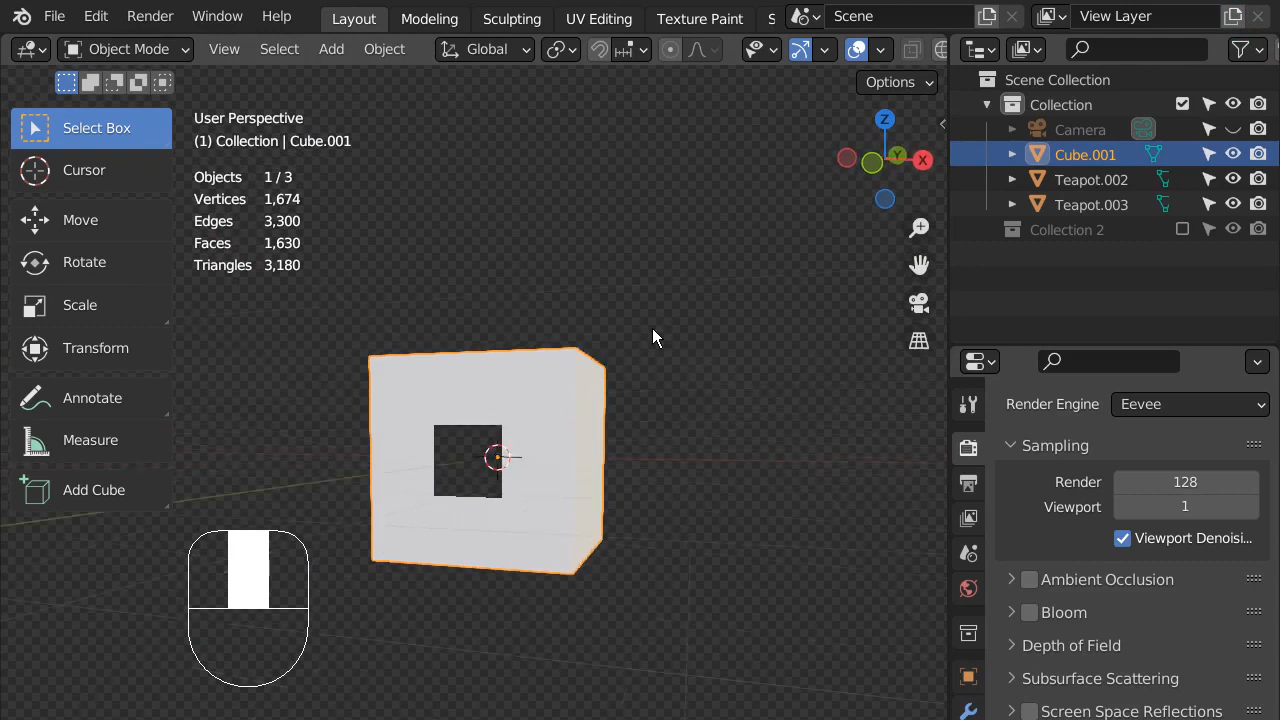 File Edit Render Window Help Layout Modeling Sculpting UV Editing Texture Paint S Scene View Layer
Object Mode View Select Add Object Global
Options
Select Box
Cursor
Move
Rotate
Scale
Transform
Annotate
Measure
Add Cube
User Perspective
(1) Collection | Cube.001
Objects 1 / 3
Vertices 1,674
Edges 3,300
Faces 1,630
Triangles 3,180
Z
Y
X
Scene Collection
Collection
Camera
Cube.001
Teapot.002
Teapot.003
Collection 2
Render Engine Eevee
Sampling
Render 128
Viewport 1
Viewport Denoisi...
Ambient Occlusion
Bloom
Depth of Field
Subsurface Scattering
Screen Space Reflections